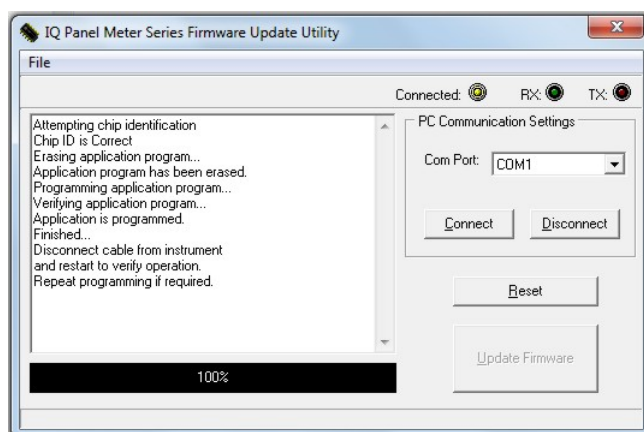 IQ Panel Meter Series Firmware Update Utility
File
Connected: RX: TX:
Attempting chip identification
Chip ID is Correct
Erasing application program...
Application program has been erased.
Programming application program...
Verifying application program...
Application is programmed.
Finished...
Disconnect cable from instrument
and restart to verify operation.
Repeat programming if required.
100%
PC Communication Settings
Com Port: COM1
Connect Disconnect
Reset
Update Firmware